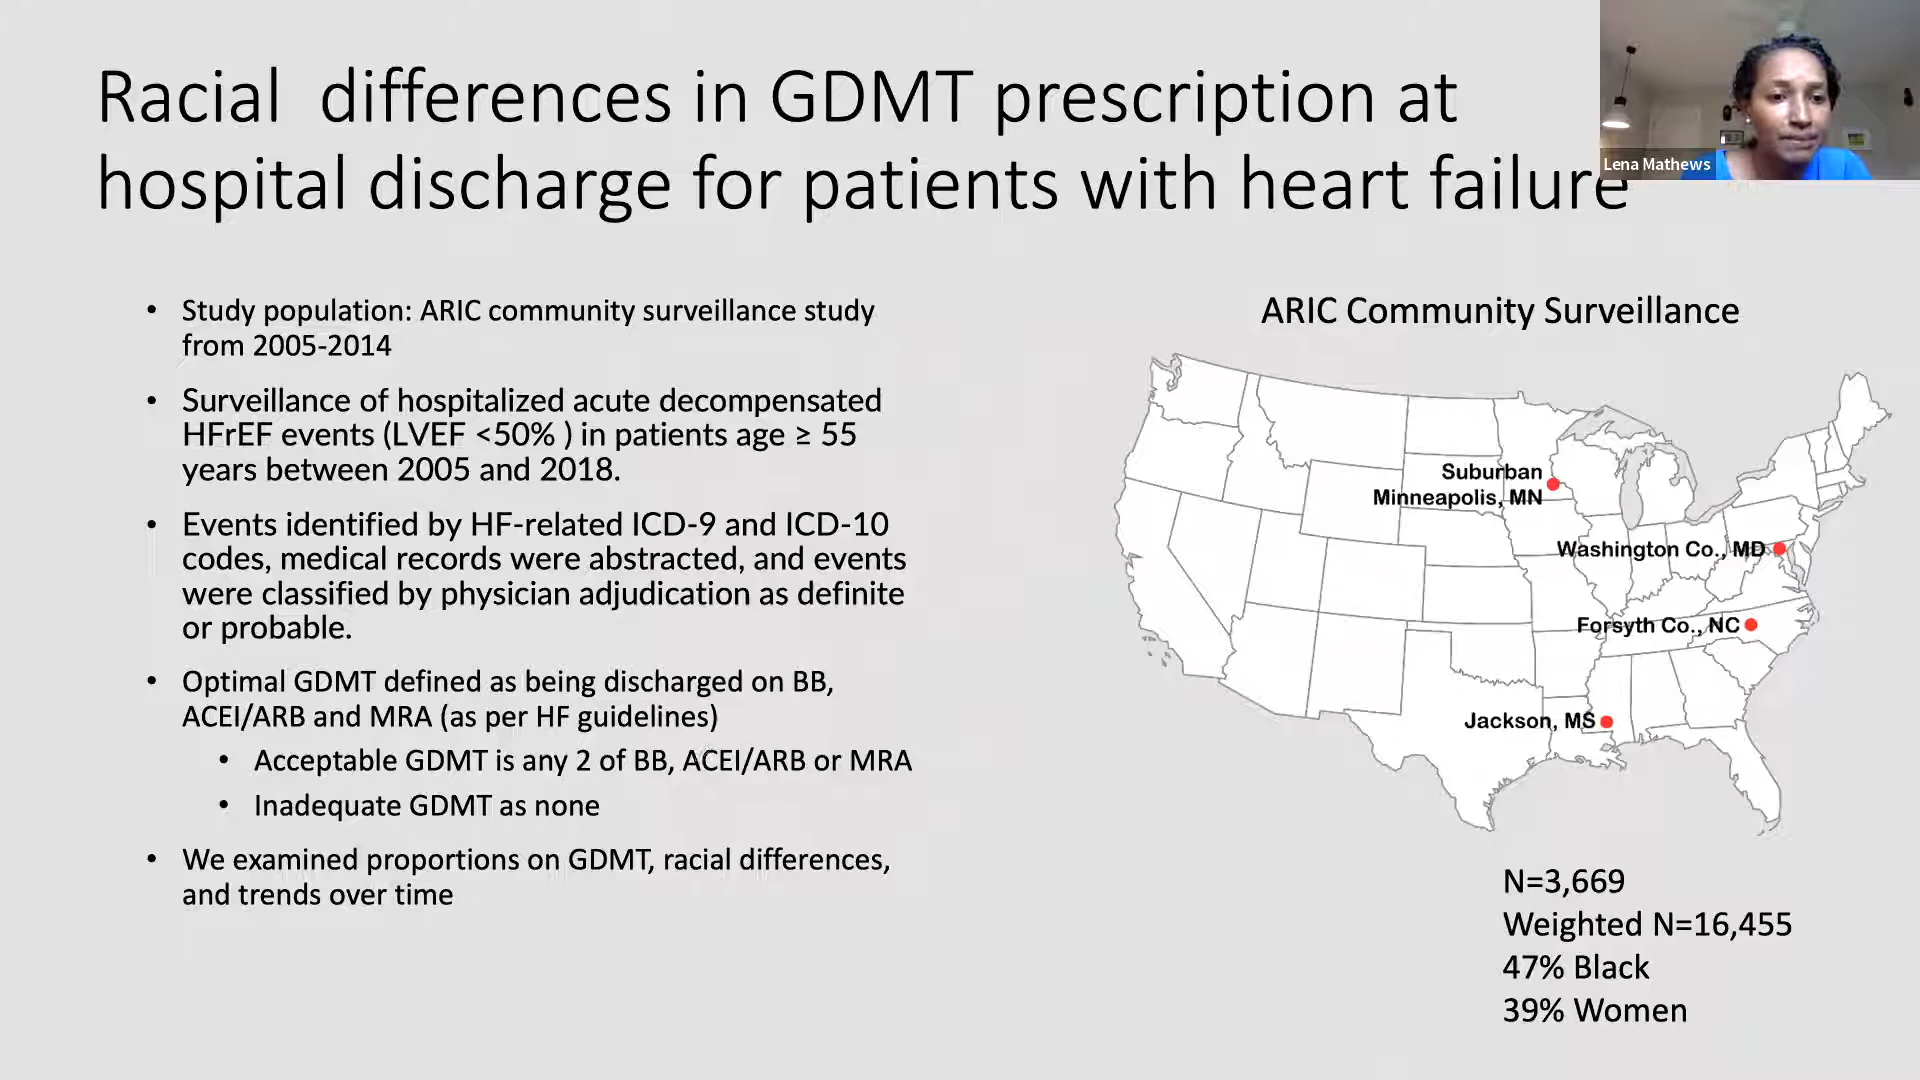 Racial differences in GDMT prescription at
hospital discharge for patients with heart failure
Lena Mathews
• Study population: ARIC community surveillance study
from 2005-2014
• Surveillance of hospitalized acute decompensated
HFrEF events (LVEF <50% ) in patients age ≥ 55
years between 2005 and 2018.
• Events identified by HF-related ICD-9 and ICD-10
codes, medical records were abstracted, and events
were classified by physician adjudication as definite
or probable.
• Optimal GDMT defined as being discharged on BB,
ACEI/ARB and MRA (as per HF guidelines)
• Acceptable GDMT is any 2 of BB, ACEI/ARB or MRA
• Inadequate GDMT as none
• We examined proportions on GDMT, racial differences,
and trends over time
ARIC Community Surveillance
Suburban
Minneapolis, MN
Washington Co., MD
Forsyth Co., NC
Jackson, MS
N=3,669
Weighted N=16,455
47% Black
39% Women